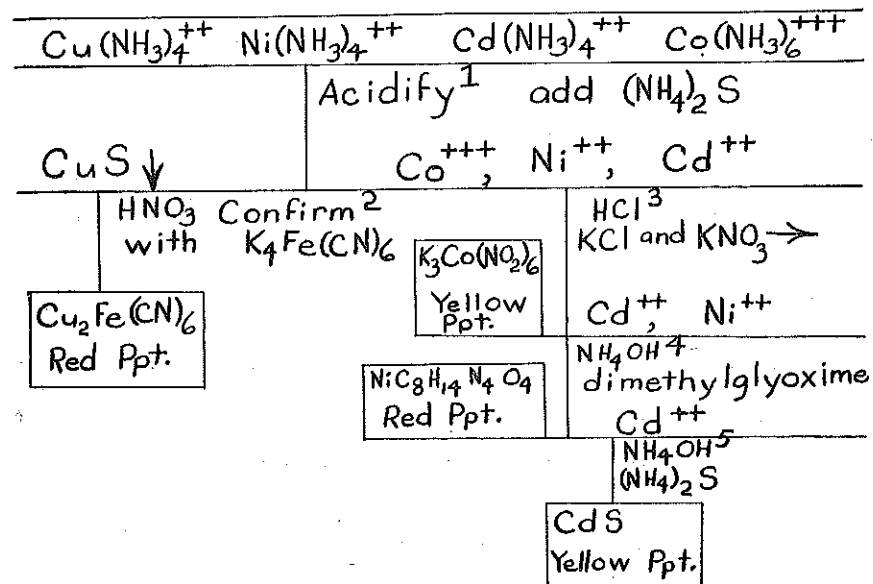 Cu(NH3)4++ Ni(NH3)4++ Cd(NH3)4++ Co(NH3)6+++
Acidify1 add (NH4)2S
CuS↓ Co+++, Ni++, Cd++
HNO3 Confirm2
with K4Fe(CN)6
HCl3
KCl and KNO3→
K3Co(NO2)6
Yellow
Ppt.
Cd++, Ni++
Cu2Fe(CN)6
Red Ppt.
NH4OH4
dimethylglyoxime
Cd++
NiC8H14N4O4
Red Ppt.
NH4OH5
(NH4)2S
CdS
Yellow Ppt.